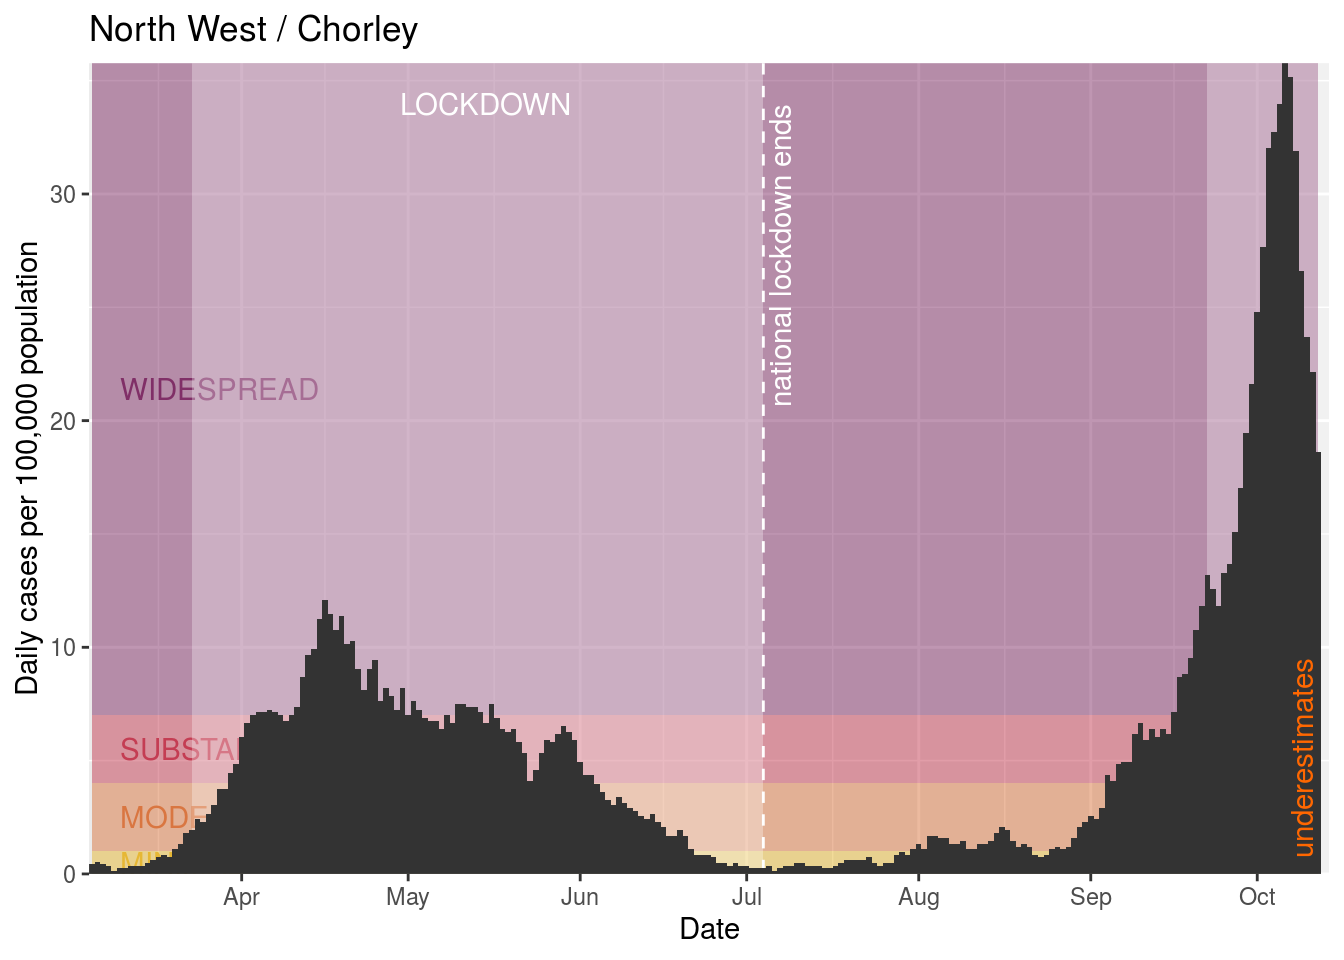 North West / Chorley
LOCKDOWN
national lockdown ends
WIDESPREAD
Daily cases per 100,000 population
30
20
10
0
underestimates
Apr May Jun Jul Aug Sep Oct
Date